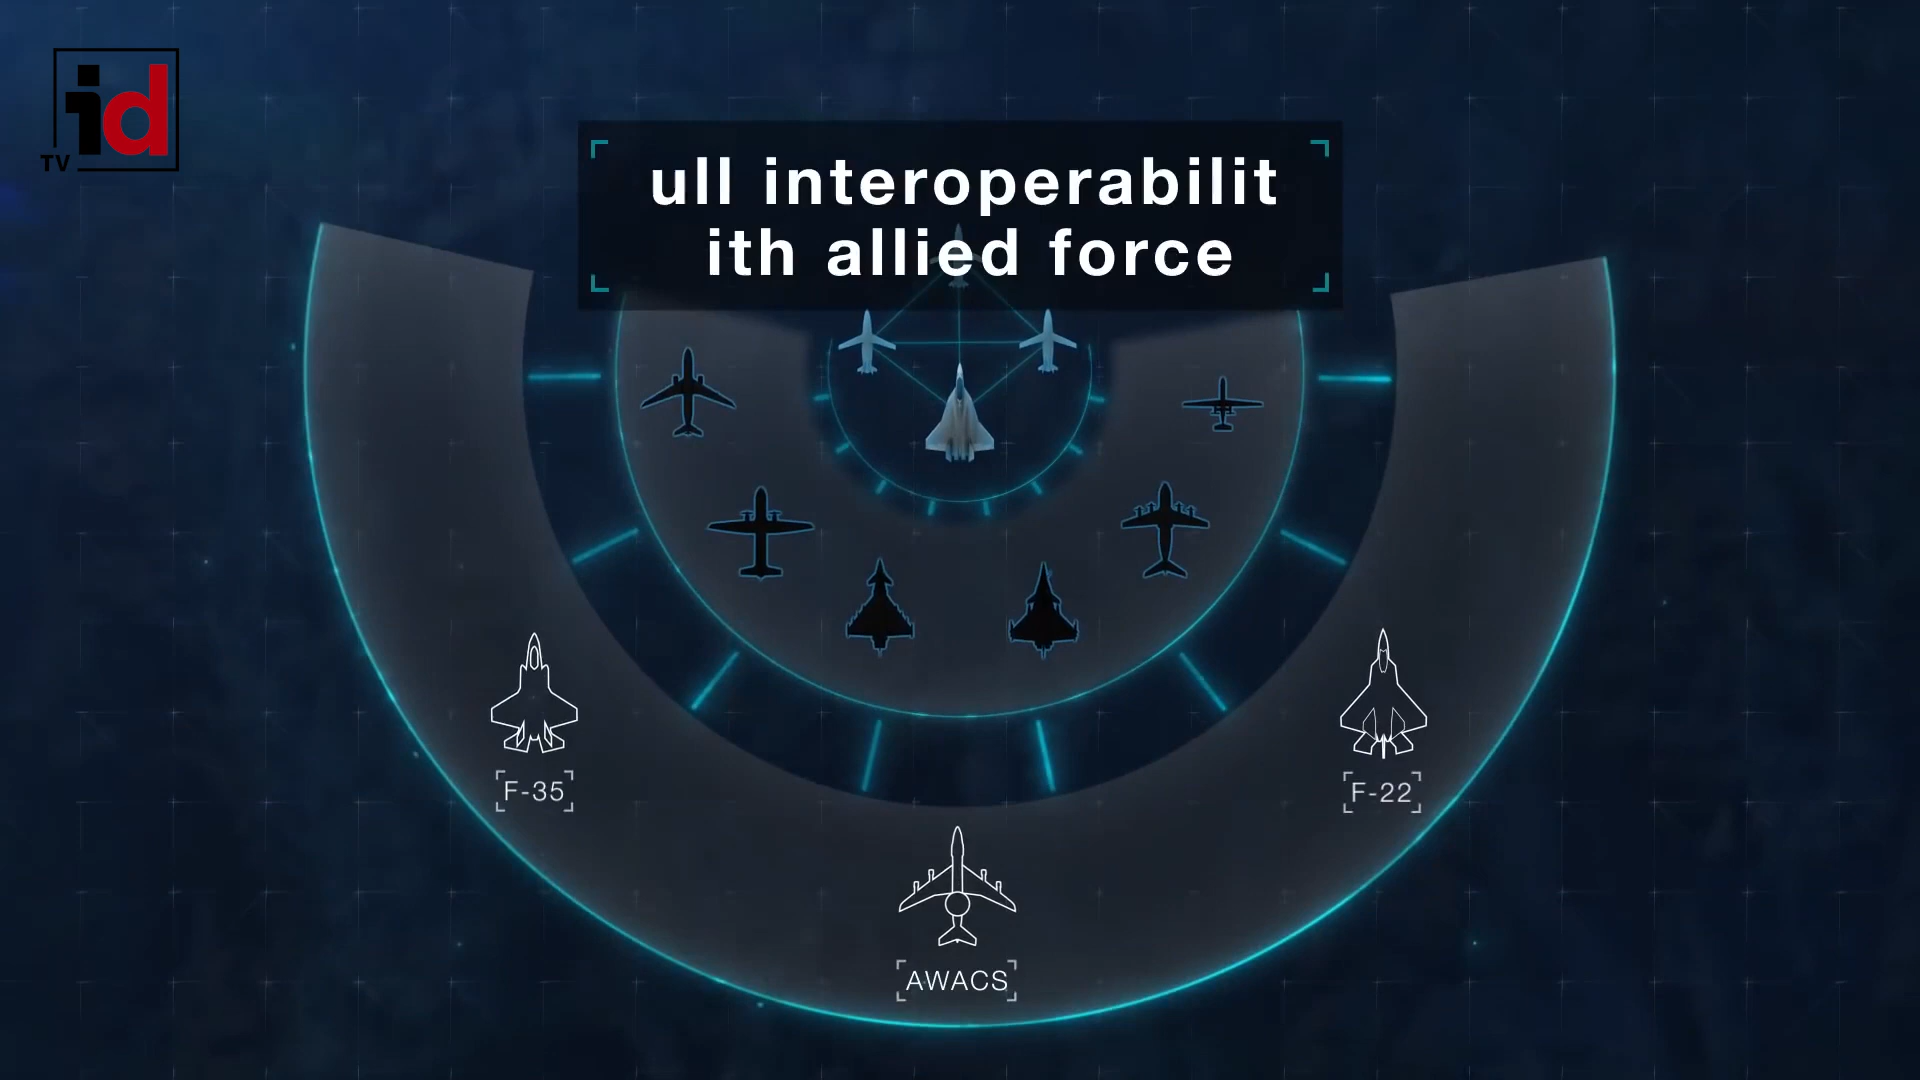 id
TV
ull interoperabilit
ith allied force
F-35
F-22
AWACS